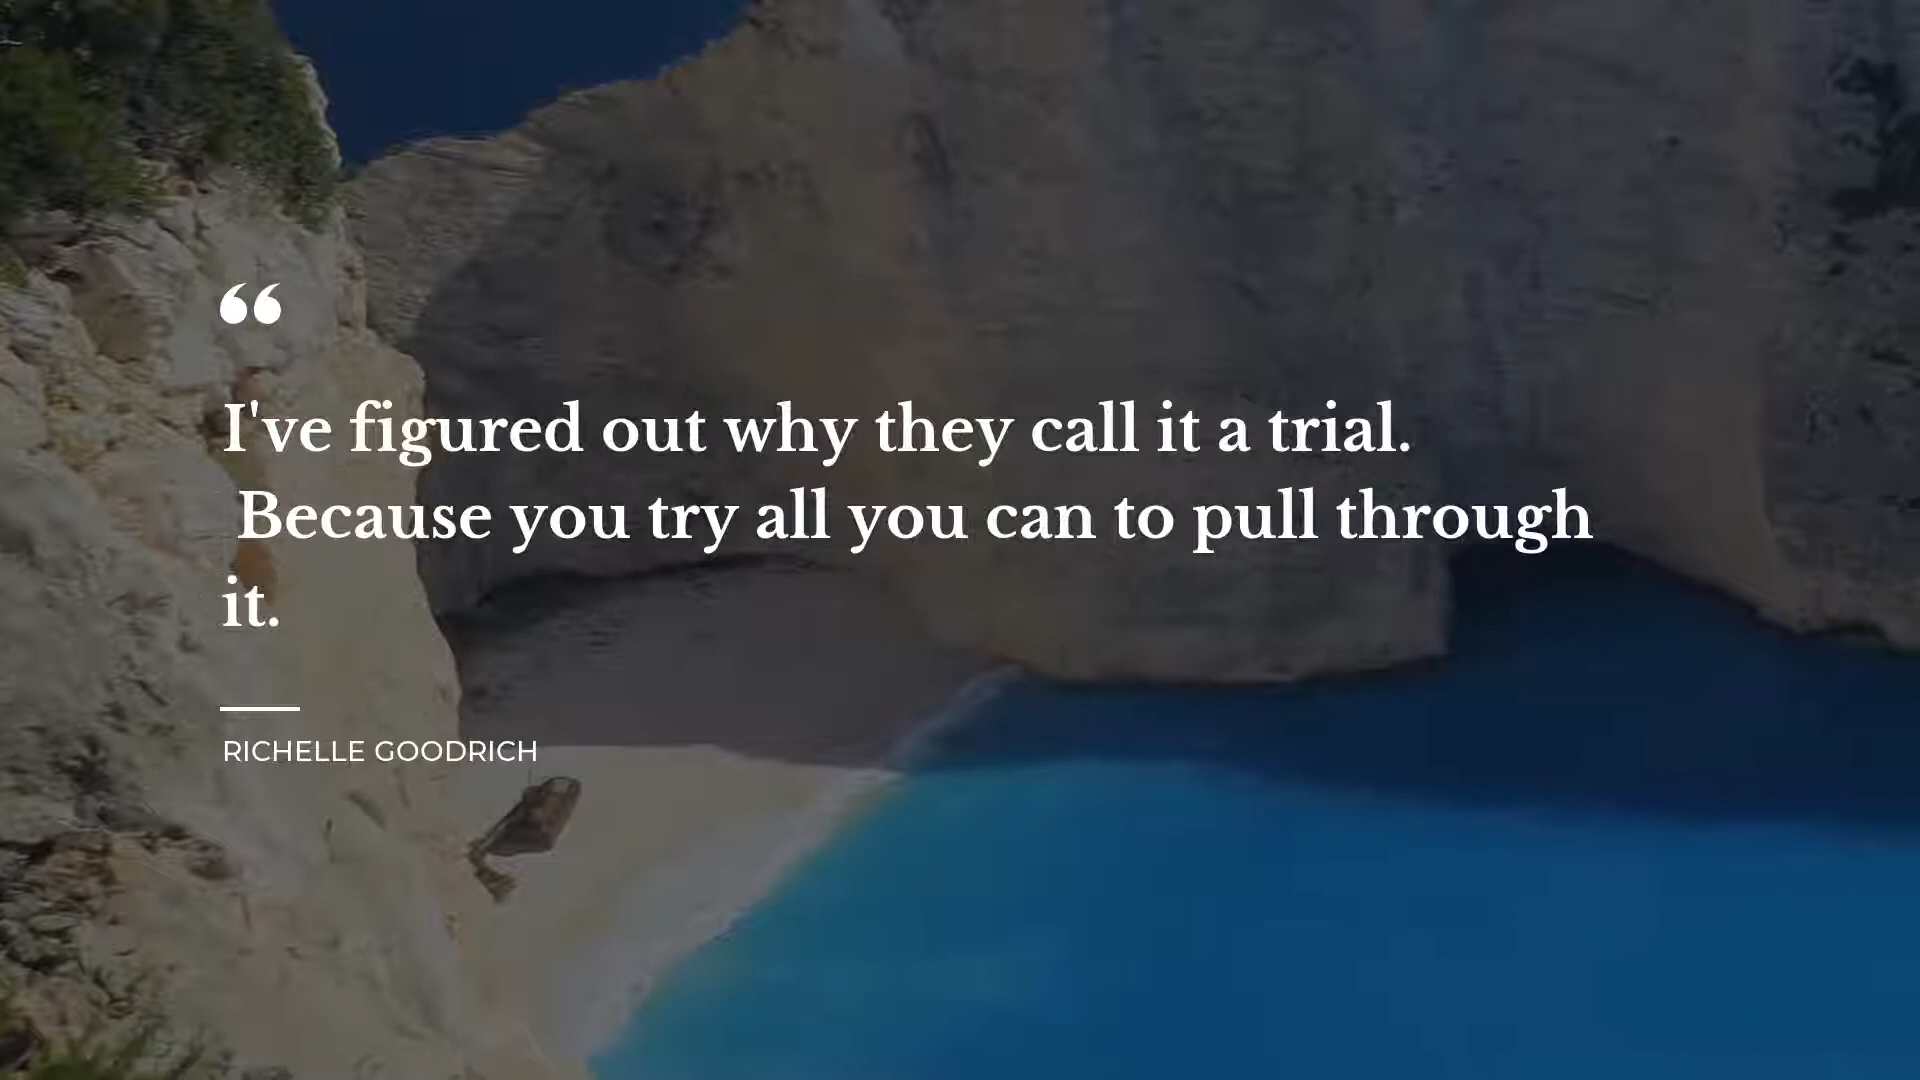 “
I've figured out why they call it a trial.
Because you try all you can to pull through
it.
RICHELLE GOODRICH